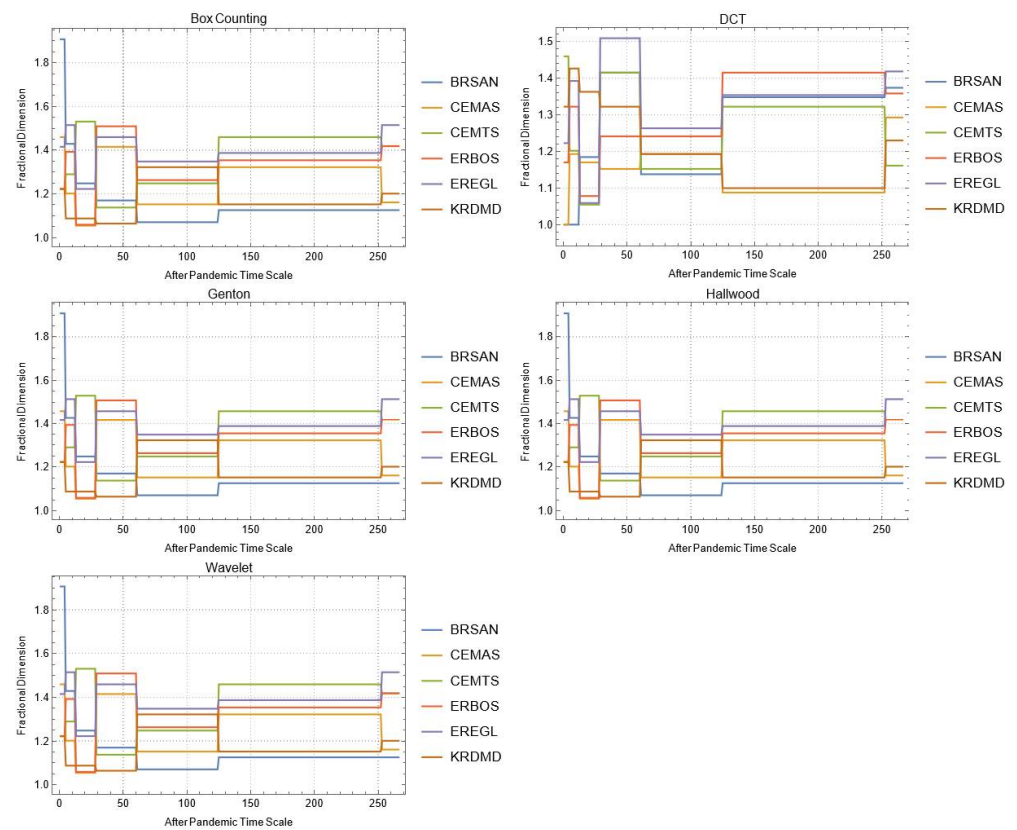 Box Counting
Fractional Dimension
1.8
1.6
1.4
1.2
1.0
0
50
100
150
200
250
After Pandemic Time Scale
BRSAN
CEMAS
CEMTS
ERBOS
EREGL
KRDMD
DCT
Fractional Dimension
1.5
1.4
1.3
1.2
1.1
1.0
0
50
100
150
200
250
After Pandemic Time Scale
BRSAN
CEMAS
CEMTS
ERBOS
EREGL
KRDMD
Genton
Fractional Dimension
1.8
1.6
1.4
1.2
1.0
0
50
100
150
200
250
After Pandemic Time Scale
BRSAN
CEMAS
CEMTS
ERBOS
EREGL
KRDMD
Hallwood
Fractional Dimension
1.8
1.6
1.4
1.2
1.0
0
50
100
150
200
250
After Pandemic Time Scale
BRSAN
CEMAS
CEMTS
ERBOS
EREGL
KRDMD
Wavelet
Fractional Dimension
1.8
1.6
1.4
1.2
1.0
0
50
100
150
200
250
After Pandemic Time Scale
BRSAN
CEMAS
CEMTS
ERBOS
EREGL
KRDMD